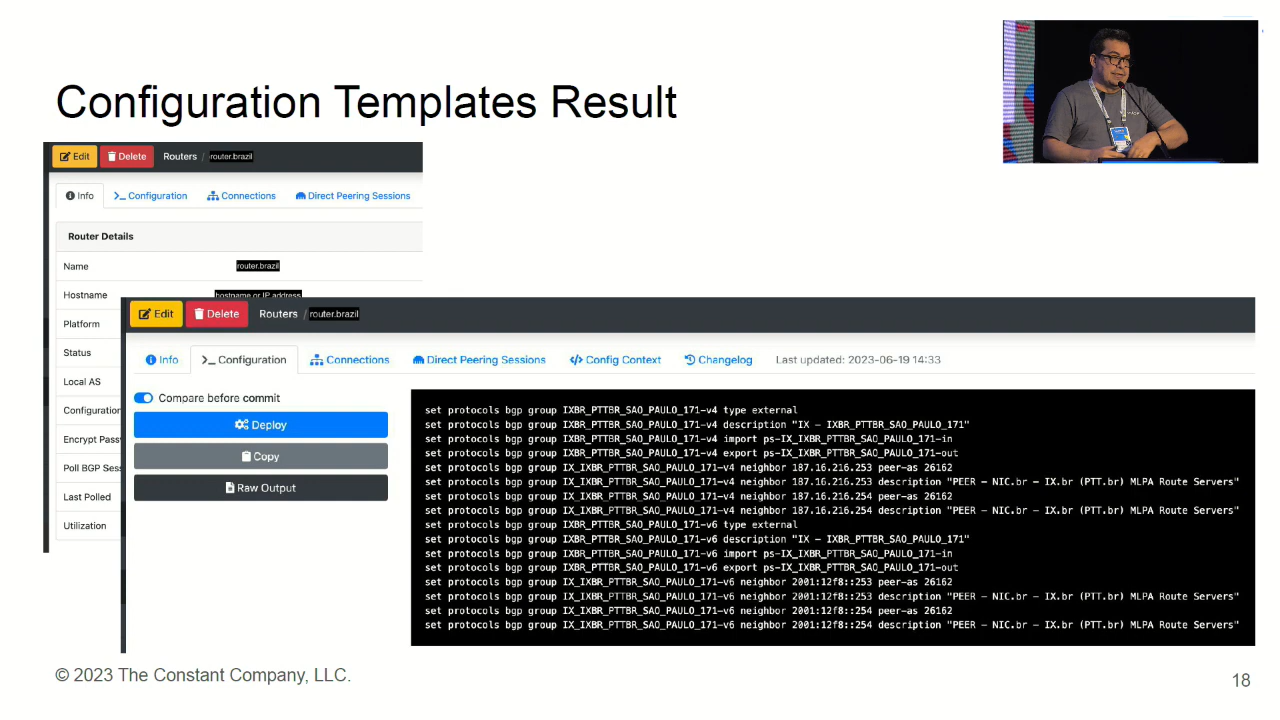 Configuration Templates Result
Edit Delete Routers / router.brazil
Info Configuration Connections Direct Peering Sessions
Router Details
Name router.brazil
Hostname hostname or IP address
Platform
Status
Local AS
Configuration
Encrypt Pass
Poll BGP Ses
Last Polled
Utilization
Edit Delete Routers / router.brazil
Info Configuration Connections Direct Peering Sessions Config Context Changelog Last updated: 2023-06-19 14:33
Compare before commit
Deploy
Copy
Raw Output
set protocols bgp group IXBR_PTTBR_SAO_PAULO_171-v4 type external
set protocols bgp group IXBR_PTTBR_SAO_PAULO_171-v4 description "IX – IXBR_PTTBR_SAO_PAULO_171"
set protocols bgp group IXBR_PTTBR_SAO_PAULO_171-v4 import ps-IX_IXBR_PTTBR_SAO_PAULO_171-in
set protocols bgp group IXBR_PTTBR_SAO_PAULO_171-v4 export ps-IX_IXBR_PTTBR_SAO_PAULO_171-out
set protocols bgp group IX_IXBR_PTTBR_SAO_PAULO_171-v4 neighbor 187.16.216.253 peer-as 26162
set protocols bgp group IX_IXBR_PTTBR_SAO_PAULO_171-v4 neighbor 187.16.216.253 description "PEER – NIC.br – IX.br (PTT.br) MLPA Route Servers"
set protocols bgp group IX_IXBR_PTTBR_SAO_PAULO_171-v4 neighbor 187.16.216.254 peer-as 26162
set protocols bgp group IX_IXBR_PTTBR_SAO_PAULO_171-v4 neighbor 187.16.216.254 description "PEER – NIC.br – IX.br (PTT.br) MLPA Route Servers"
set protocols bgp group IXBR_PTTBR_SAO_PAULO_171-v6 type external
set protocols bgp group IXBR_PTTBR_SAO_PAULO_171-v6 description "IX – IXBR_PTTBR_SAO_PAULO_171"
set protocols bgp group IXBR_PTTBR_SAO_PAULO_171-v6 import ps-IX_IXBR_PTTBR_SAO_PAULO_171-in
set protocols bgp group IXBR_PTTBR_SAO_PAULO_171-v6 export ps-IX_IXBR_PTTBR_SAO_PAULO_171-out
set protocols bgp group IX_IXBR_PTTBR_SAO_PAULO_171-v6 neighbor 2001:12f8::253 peer-as 26162
set protocols bgp group IX_IXBR_PTTBR_SAO_PAULO_171-v6 neighbor 2001:12f8::253 description "PEER – NIC.br – IX.br (PTT.br) MLPA Route Servers"
set protocols bgp group IX_IXBR_PTTBR_SAO_PAULO_171-v6 neighbor 2001:12f8::254 peer-as 26162
set protocols bgp group IX_IXBR_PTTBR_SAO_PAULO_171-v6 neighbor 2001:12f8::254 description "PEER – NIC.br – IX.br (PTT.br) MLPA Route Servers"
© 2023 The Constant Company, LLC.
18